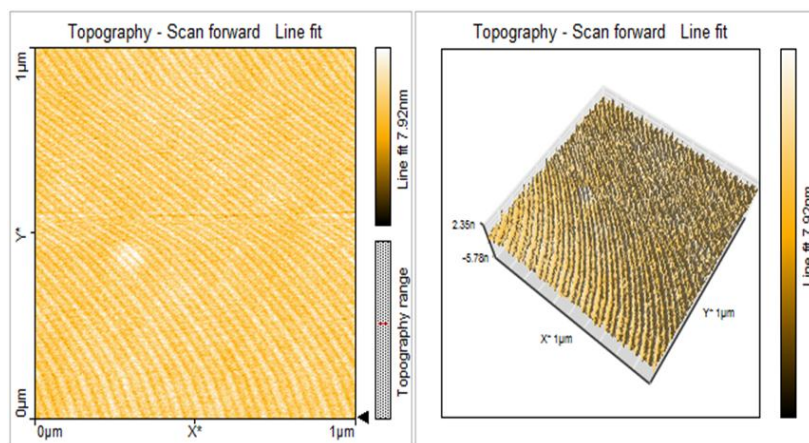 Topography - Scan forward Line fit
1µm
Y*
0µm
0µm
X*
1µm
Line fit 7.92nm
Topography range
Topography - Scan forward Line fit
2.35n
-5.78n
X* 1µm
Y* 1µm
Line fit 7.92nm